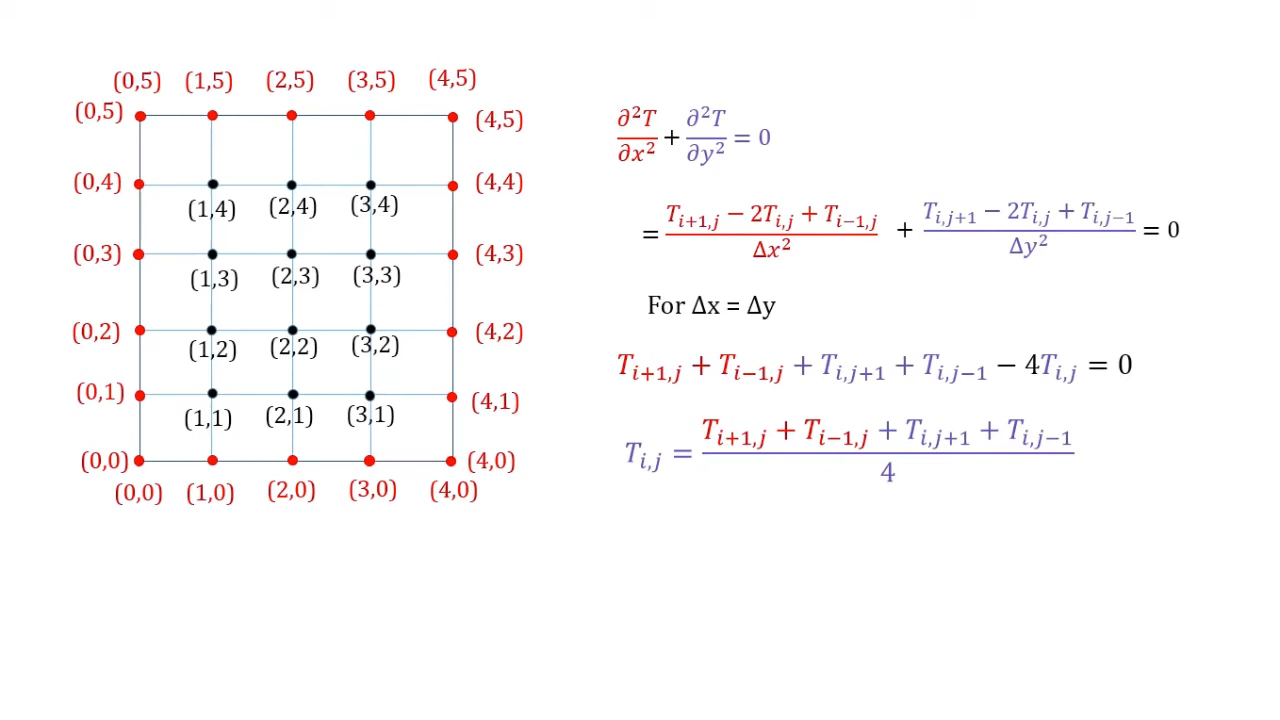 (0,5) (1,5) (2,5) (3,5) (4,5)
(0,5) (4,5)
(0,4) (4,4)
(1,4) (2,4) (3,4)
(0,3) (4,3)
(1,3) (2,3) (3,3)
(0,2) (4,2)
(1,2) (2,2) (3,2)
(0,1) (4,1)
(1,1) (2,1) (3,1)
(0,0) (4,0)
(0,0) (1,0) (2,0) (3,0) (4,0)
∂²T/∂x² + ∂²T/∂y² = 0
= (T_{i+1,j} − 2T_{i,j} + T_{i−1,j})/Δx² + (T_{i,j+1} − 2T_{i,j} + T_{i,j−1})/Δy² = 0
For Δx = Δy
T_{i+1,j} + T_{i−1,j} + T_{i,j+1} + T_{i,j−1} − 4T_{i,j} = 0
T_{i,j} = (T_{i+1,j} + T_{i−1,j} + T_{i,j+1} + T_{i,j−1})/4